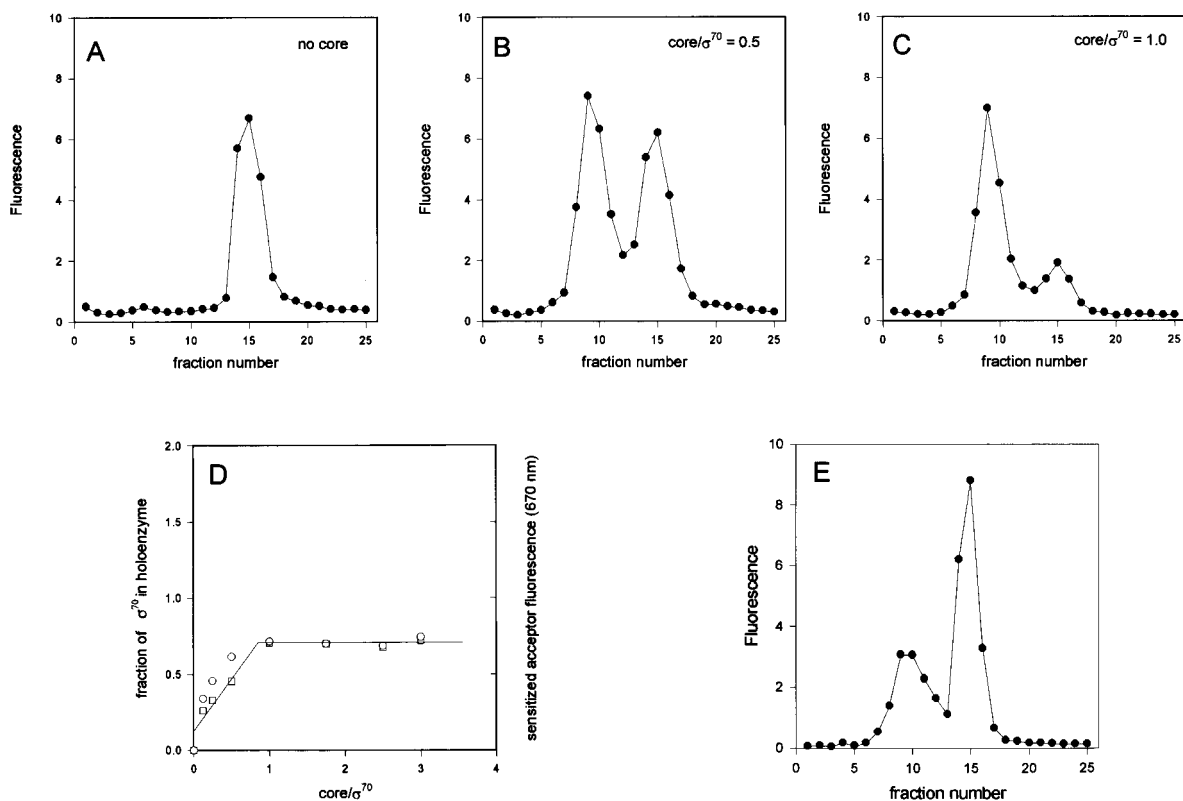 A
no core
10
8
6
4
2
0
Fluorescence
0 5 10 15 20 25
fraction number
B
core/σ⁷⁰ = 0.5
10
8
6
4
2
0
Fluorescence
0 5 10 15 20 25
fraction number
C
core/σ⁷⁰ = 1.0
10
8
6
4
2
0
Fluorescence
0 5 10 15 20 25
fraction number
D
2.0
1.5
1.0
0.5
0.0
fraction of σ⁷⁰ in holoenzyme
sensitized acceptor fluorescence (670 nm)
0 1 2 3 4
core/σ⁷⁰
E
10
8
6
4
2
0
Fluorescence
0 5 10 15 20 25
fraction number